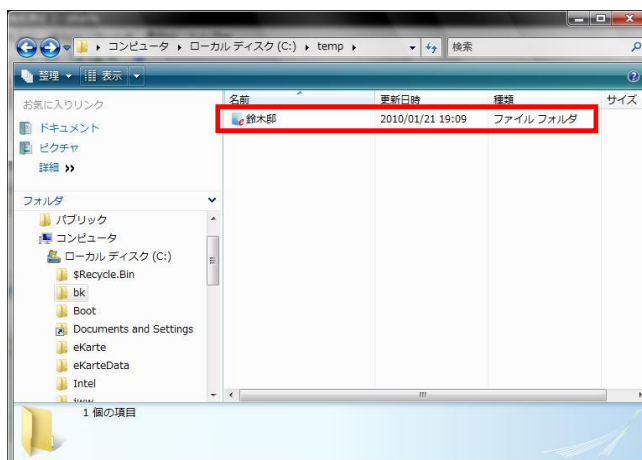 コンピュータ ▸ ローカル ディスク (C:) ▸ temp ▸
検索
整理 表示
お気に入りリンク
ドキュメント
ピクチャ
詳細 »
名前 更新日時 種類 サイズ
鈴木邸 2010/01/21 19:09 ファイル フォルダ
フォルダ
パブリック
コンピュータ
ローカル ディスク (C:)
$Recycle.Bin
bk
Boot
Documents and Settings
eKarte
eKarteData
Intel
1 個の項目